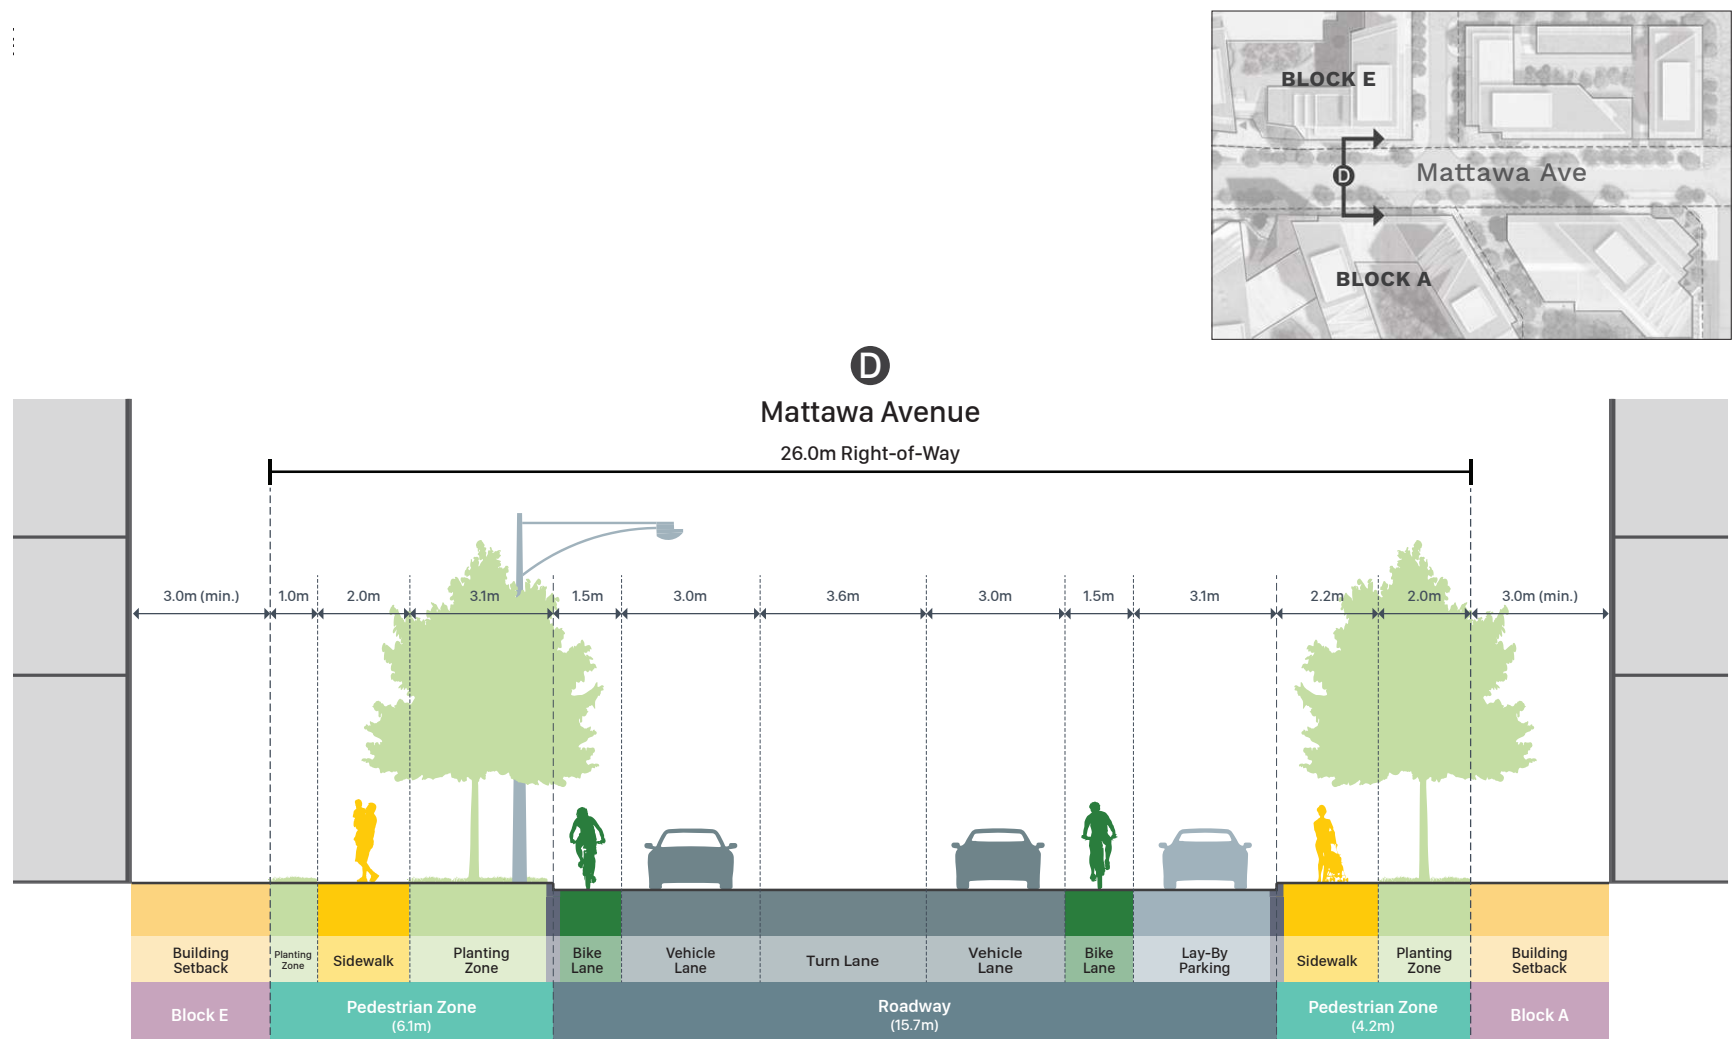 BLOCK E
D
Mattawa Ave
BLOCK A
D
Mattawa Avenue
26.0m Right-of-Way
3.0m (min.)
1.0m
2.0m
3.1m
1.5m
3.0m
3.6m
3.0m
1.5m
3.1m
2.2m
2.0m
3.0m (min.)
Building
Setback
Planting
Zone
Sidewalk
Planting
Zone
Bike
Lane
Vehicle
Lane
Turn Lane
Vehicle
Lane
Bike
Lane
Lay-By
Parking
Sidewalk
Planting
Zone
Building
Setback
Block E
Pedestrian Zone
(6.1m)
Roadway
(15.7m)
Pedestrian Zone
(4.2m)
Block A